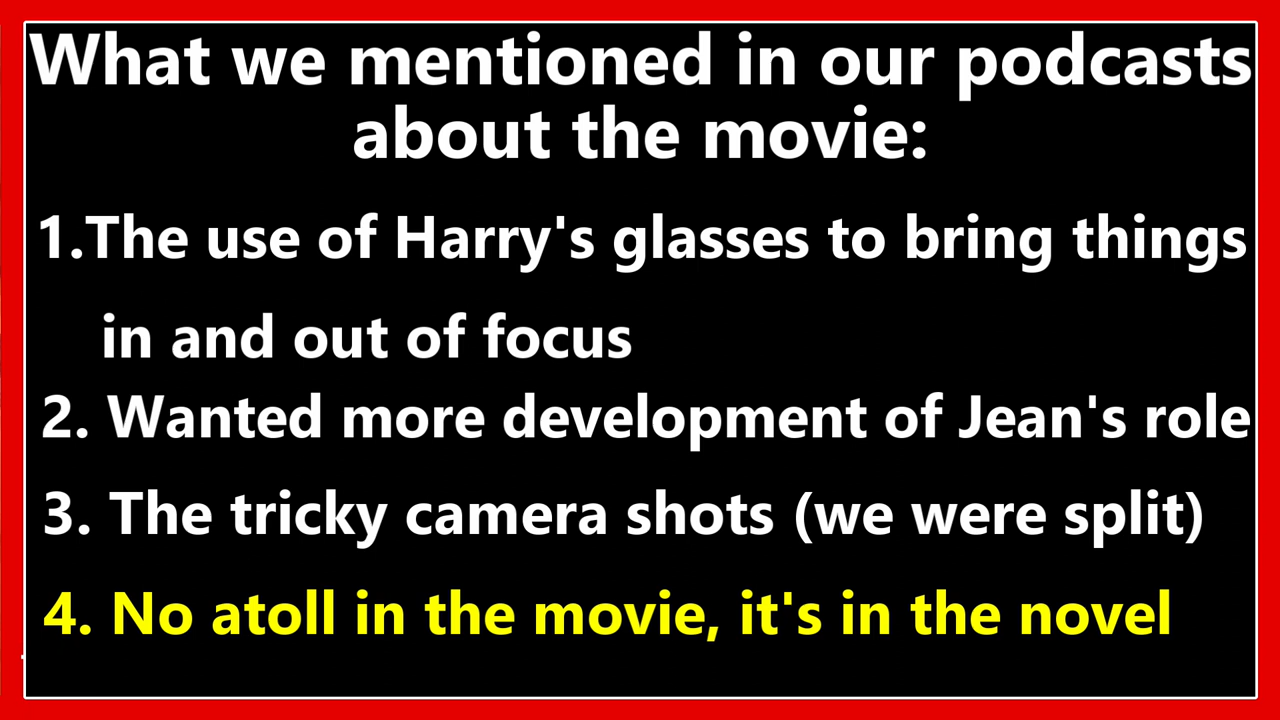 What we mentioned in our podcasts
about the movie:
1.The use of Harry's glasses to bring things
in and out of focus
2. Wanted more development of Jean's role
3. The tricky camera shots (we were split)
4. No atoll in the movie, it's in the novel